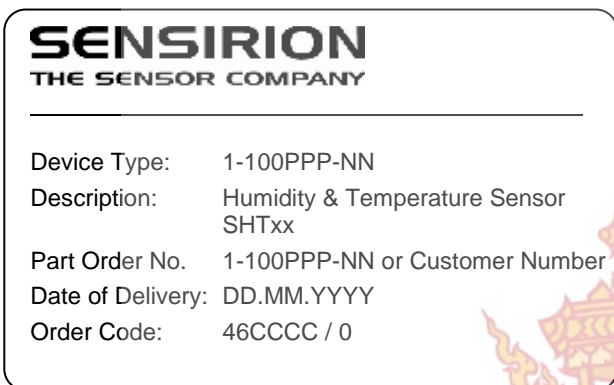 SENSIRION
THE SENSOR COMPANY
Device Type: 1-100PPP-NN
Description: Humidity & Temperature Sensor
SHTxx
Part Order No. 1-100PPP-NN or Customer Number
Date of Delivery: DD.MM.YYYY
Order Code: 46CCCC / 0